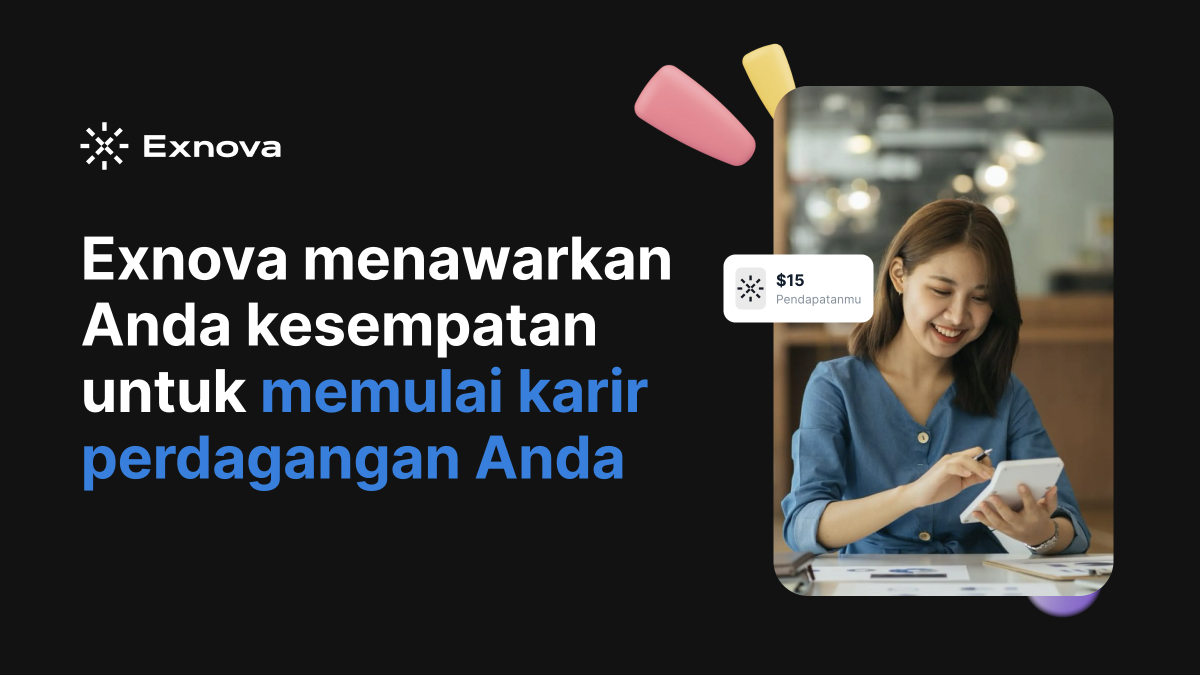 Exnova
Exnova menawarkan
Anda kesempatan
untuk memulai karir
perdagangan Anda
$15
Pendapatanmu